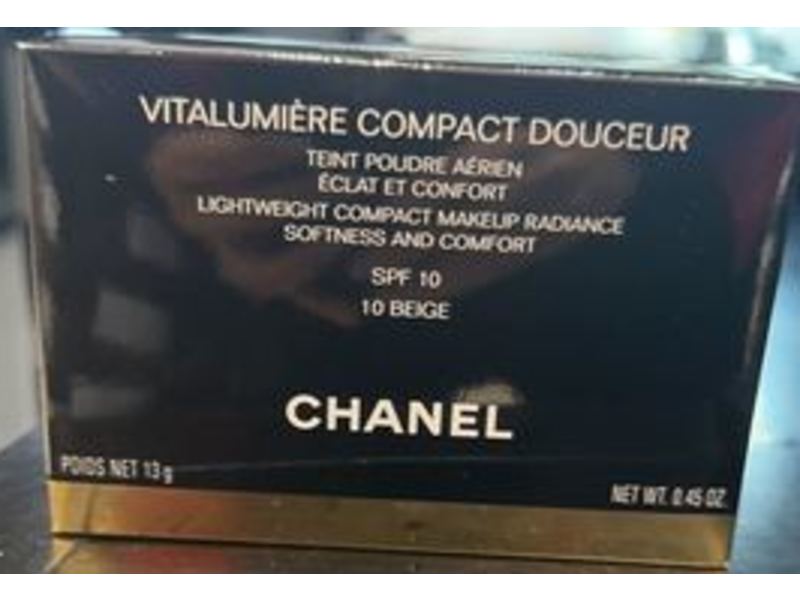 VITALUMIÈRE COMPACT DOUCEUR
TEINT POUDRE AÉRIEN
ÉCLAT ET CONFORT
LIGHTWEIGHT COMPACT MAKEUP RADIANCE
SOFTNESS AND COMFORT
SPF 10
10 BEIGE
CHANEL
POIDS NET 13 g
NET WT. 0.45 OZ.